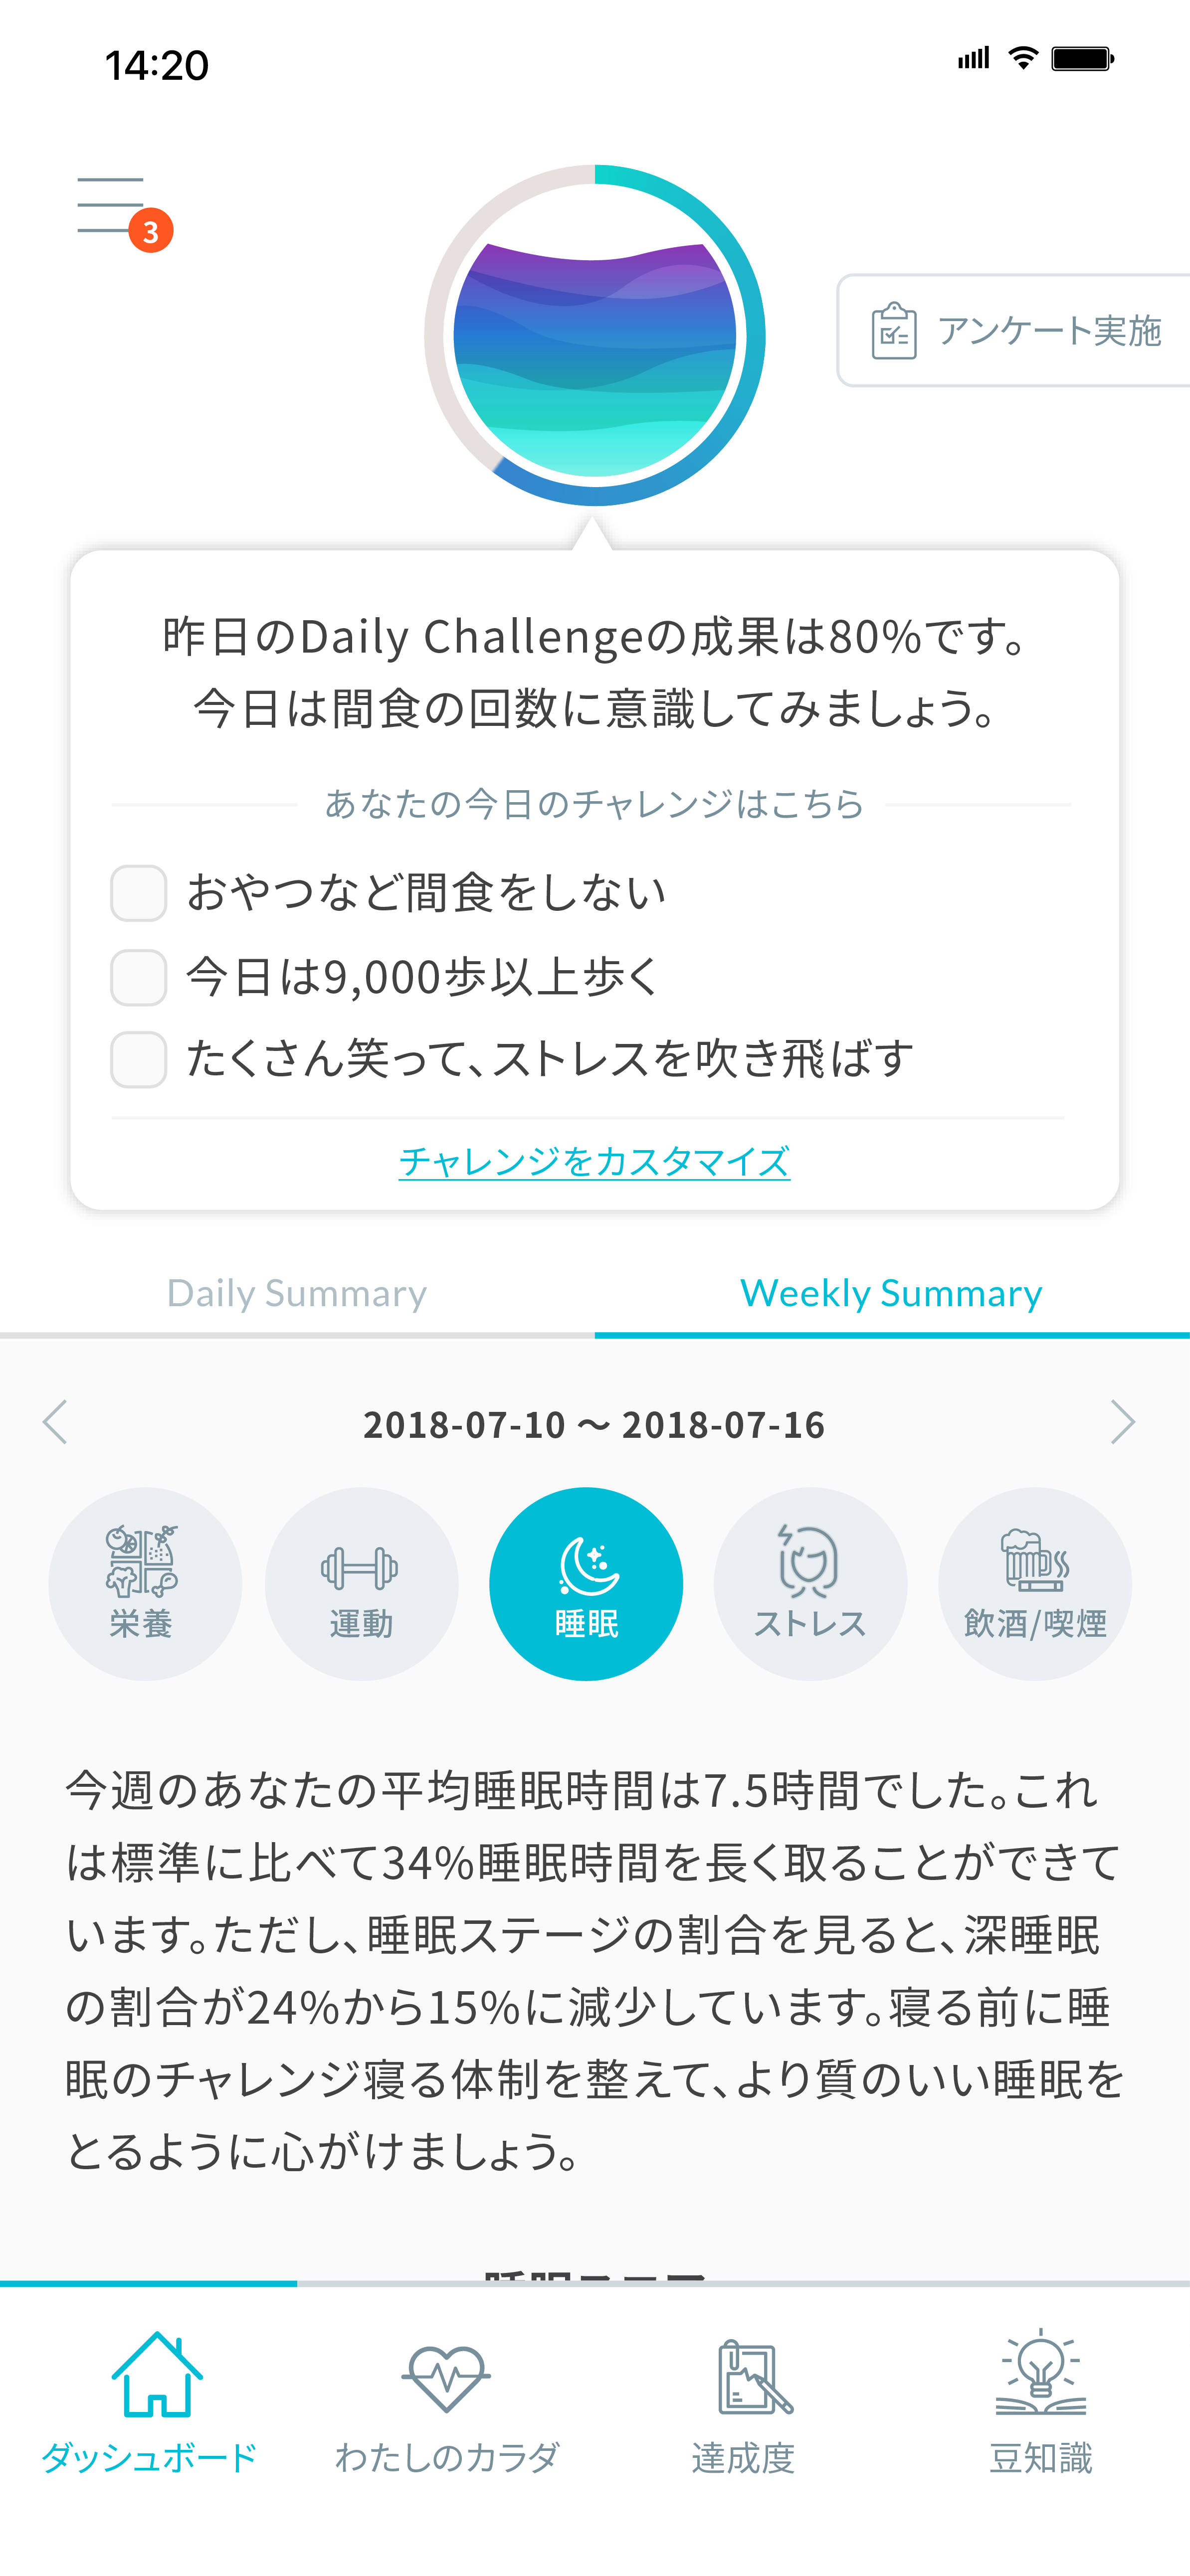 14:20
3
アンケート実施
昨日のDaily Challengeの成果は80%です。
今日は間食の回数に意識してみましょう。
あなたの今日のチャレンジはこちら
おやつなど間食をしない
今日は9,000歩以上歩く
たくさん笑って、ストレスを吹き飛ばす
チャレンジをカスタマイズ
Daily Summary
Weekly Summary
2018-07-10 〜 2018-07-16
栄養
運動
睡眠
ストレス
飲酒/喫煙
今週のあなたの平均睡眠時間は7.5時間でした。これ
は標準に比べて34%睡眠時間を長く取ることができて
います。ただし、睡眠ステージの割合を見ると、深睡眠
の割合が24%から15%に減少しています。寝る前に睡
眠のチャレンジ寝る体制を整えて、より質のいい睡眠を
とるように心がけましょう。
ダッシュボード
わたしのカラダ
達成度
豆知識